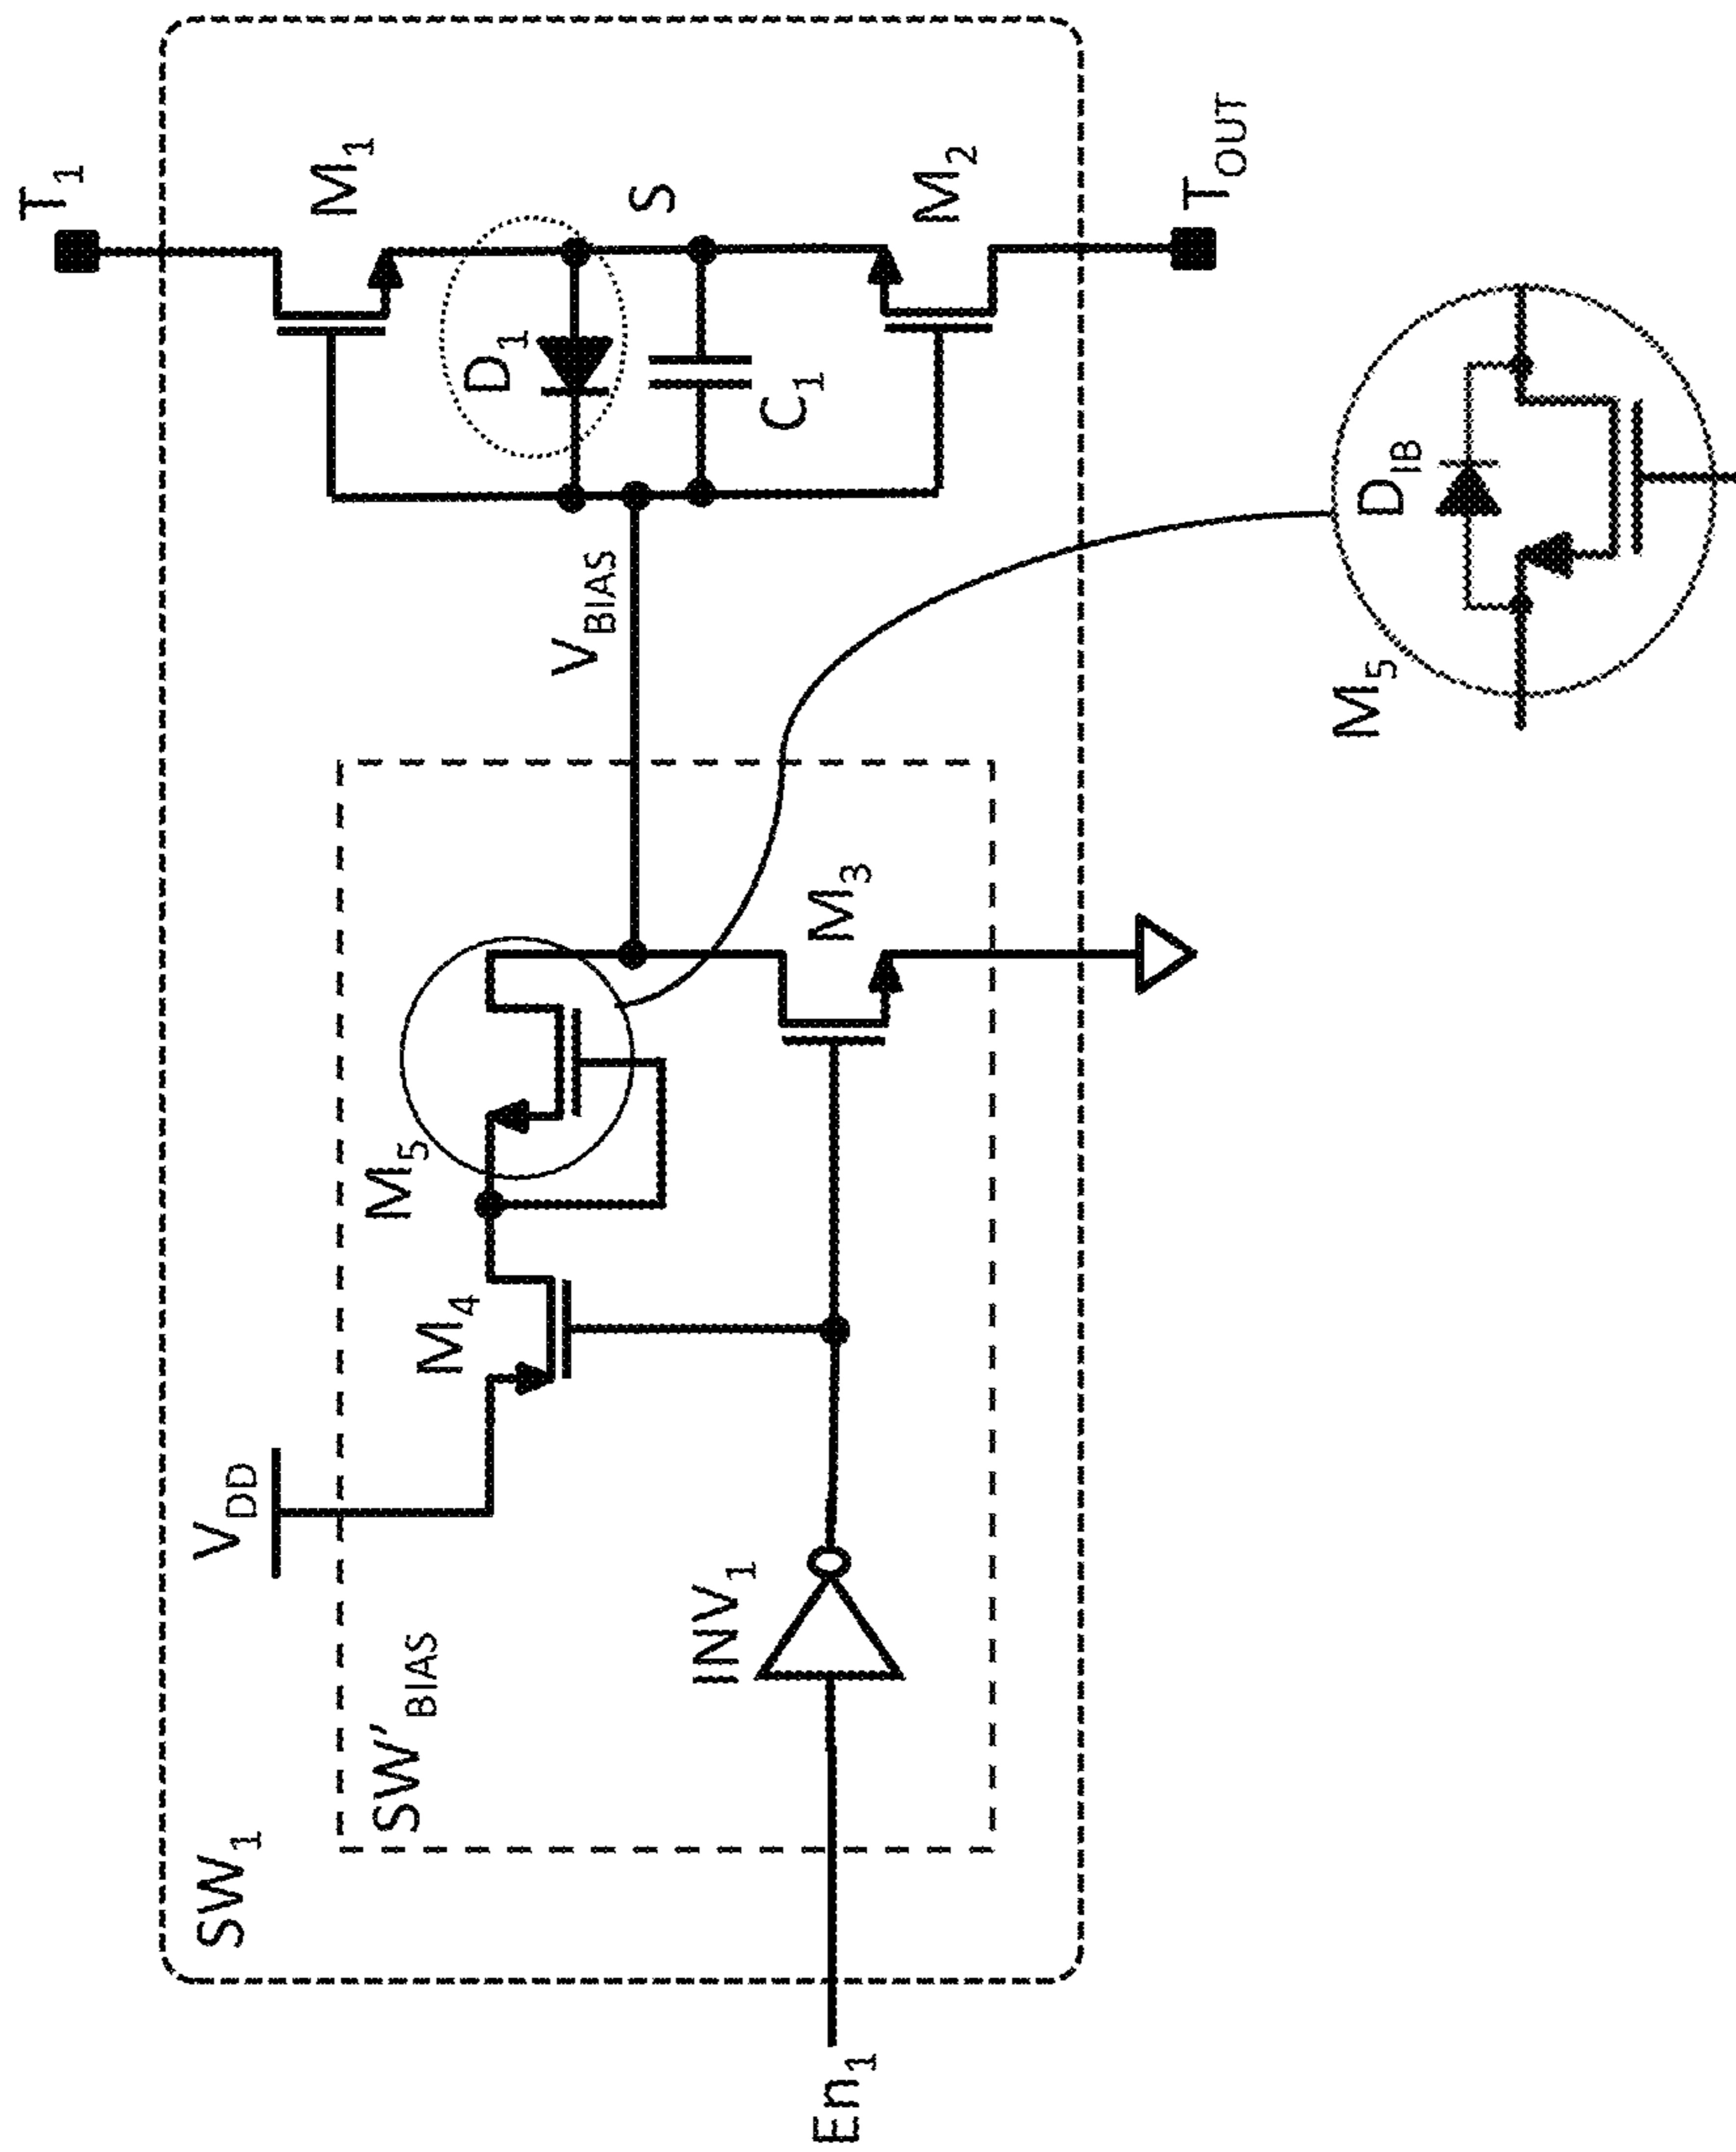 T1
SW1
VDD
M1
SW'BIAS
M5
M4
D1
VBIAS
S
INV1
C1
M3
M2
En1
TOUT
M5
DIB